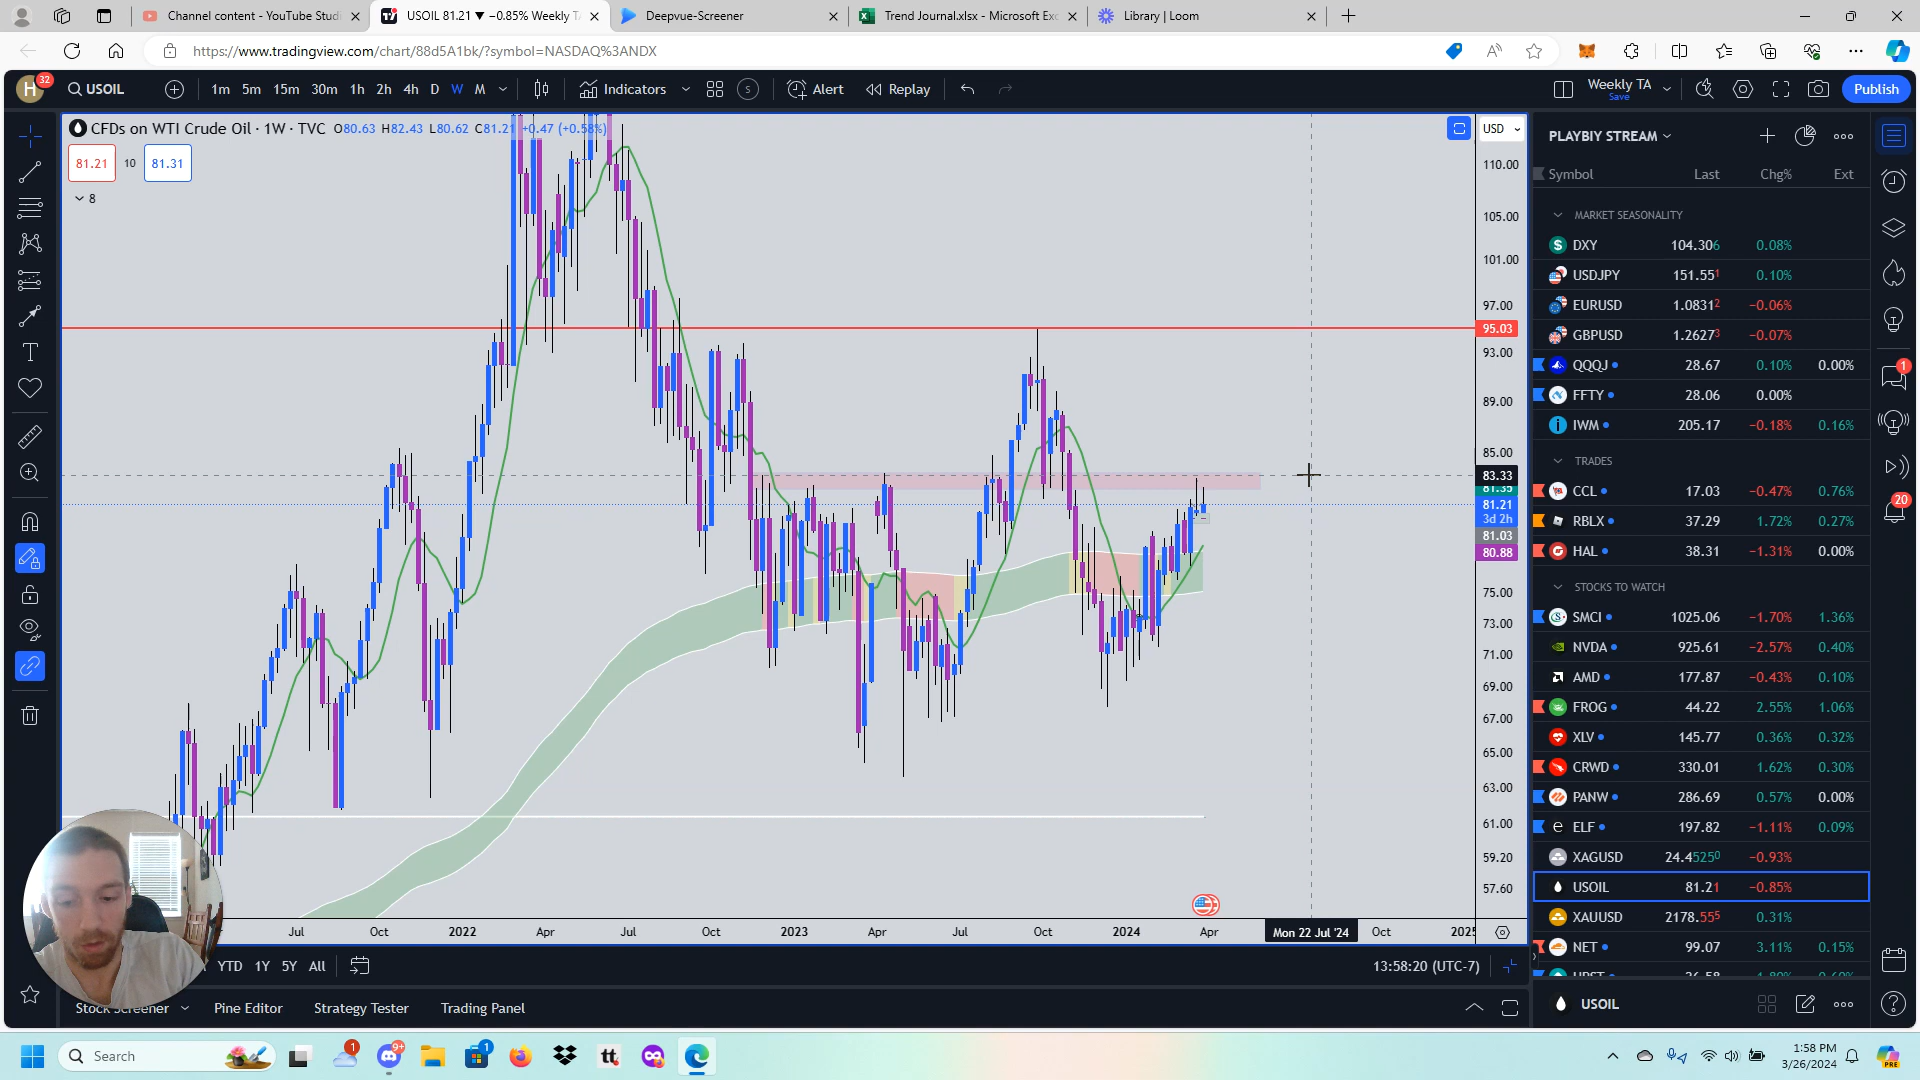 Channel content - YouTube Studi
USOIL 81.21 ▼ −0.85% Weekly T
Deepvue-Screener
Trend Journal.xlsx - Microsoft Exc
Library | Loom
https://www.tradingview.com/chart/88d5A1bk/?symbol=NASDAQ%3ANDX
H
32
USOIL
1m 5m 15m 30m 1h 2h 4h D W M
Indicators
Alert
Replay
Weekly TA
Save
Publish
CFDs on WTI Crude Oil · 1W · TVC O80.63 H82.43 L80.62 C81.21 +0.47 (+0.58%)
81.21 10 81.31
8
USD
110.00
105.00
101.00
97.00
95.03
93.00
89.00
85.00
83.33
81.35
81.21
3d 2h
81.03
80.88
75.00
73.00
71.00
69.00
67.00
65.00
63.00
61.00
59.20
57.60
Jul Oct 2022 Apr Jul Oct 2023 Apr Jul Oct 2024 Apr Mon 22 Jul '24 Oct 2025
YTD 1Y 5Y All
13:58:20 (UTC-7)
Stock Screener Pine Editor Strategy Tester Trading Panel
PLAYBIY STREAM
Symbol Last Chg% Ext
MARKET SEASONALITY
DXY 104.306 0.08%
USDJPY 151.551 0.10%
EURUSD 1.08312 −0.06%
GBPUSD 1.26273 −0.07%
QQQJ 28.67 0.10% 0.00%
FFTY 28.06 0.00%
IWM 205.17 −0.18% 0.16%
TRADES
CCL 17.03 −0.47% 0.76%
RBLX 37.29 1.72% 0.27%
HAL 38.31 −1.31% 0.00%
STOCKS TO WATCH
SMCI 1025.06 −1.70% 1.36%
NVDA 925.61 −2.57% 0.40%
AMD 177.87 −0.43% 0.10%
FROG 44.22 2.55% 1.06%
XLV 145.77 0.36% 0.32%
CRWD 330.01 1.62% 0.30%
PANW 286.69 0.57% 0.00%
ELF 197.82 −1.11% 0.09%
XAGUSD 24.45250 −0.93%
USOIL 81.21 −0.85%
XAUUSD 2178.555 0.31%
NET 99.07 3.11% 0.15%
USOIL
1
20
Search
1
9+
1
tt
1:58 PM
3/26/2024
PRE